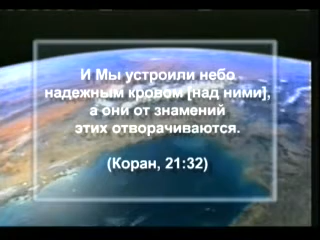 И Мы устроили небо
надежным кровом [над ними],
а они от знамений
этих отворачиваются.
(Коран, 21:32)